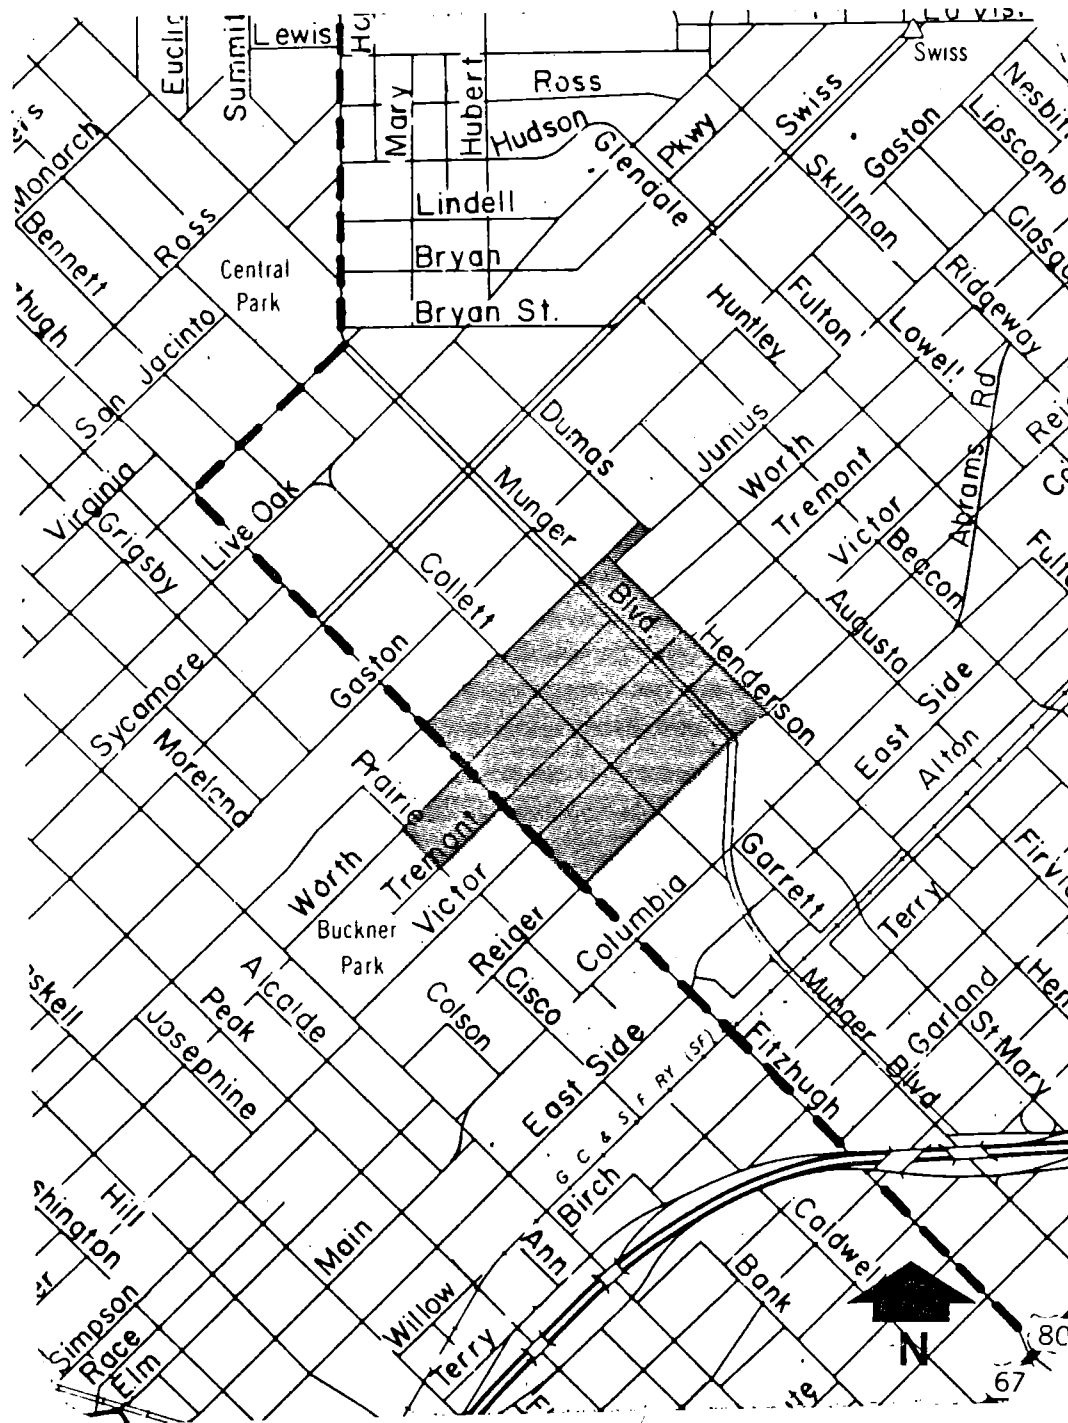 Lewis
Summit
Mary
Hubert
Ross
Hudson
Glendale
Pkwy
Swiss
Swiss
Skillman
Gaston
Lipscomb
Monarch
Bennett
Ross
Central
Park
Lindell
Bryan
Bryan St.
Huntley
Fulton
Lowell
Ridgeway
Abrams Rd
San Jacinto
Virginia
Grigsby
Live Oak
Dumas
Munger
Blvd.
Junius
Worth
Tremont
Victor
Beacon
Augusta
Collett
Henderson
East Side
Alton
Gaston
Sycamore
Moreland
Prairie
Tremont
Worth
Victor
Buckner
Park
Garrett
Terry
Columbia
Reiger
Cisco
Colson
Alcalde
Peak
Josephine
East Side
G C & S F RY (SF)
Fitzhugh
Munger Blvd
Garland
St Mary
Birch
Ann
Hill
Main
Willow
Terry
Caldwell
Bank
Simpson
Race
Elm
N
80
67